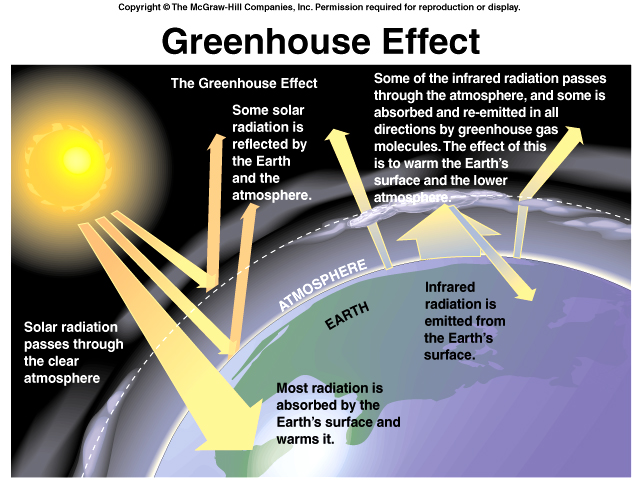 Copyright © The McGraw-Hill Companies, Inc. Permission required for reproduction or display.
Greenhouse Effect
The Greenhouse Effect
Some solar
radiation is
reflected by
the Earth
and the
atmosphere.
Some of the infrared radiation passes
through the atmosphere, and some is
absorbed and re-emitted in all
directions by greenhouse gas
molecules. The effect of this
is to warm the Earth's
surface and the lower
atmosphere.
ATMOSPHERE
EARTH
Infrared
radiation is
emitted from
the Earth's
surface.
Solar radiation
passes through
the clear
atmosphere
Most radiation is
absorbed by the
Earth's surface and
warms it.